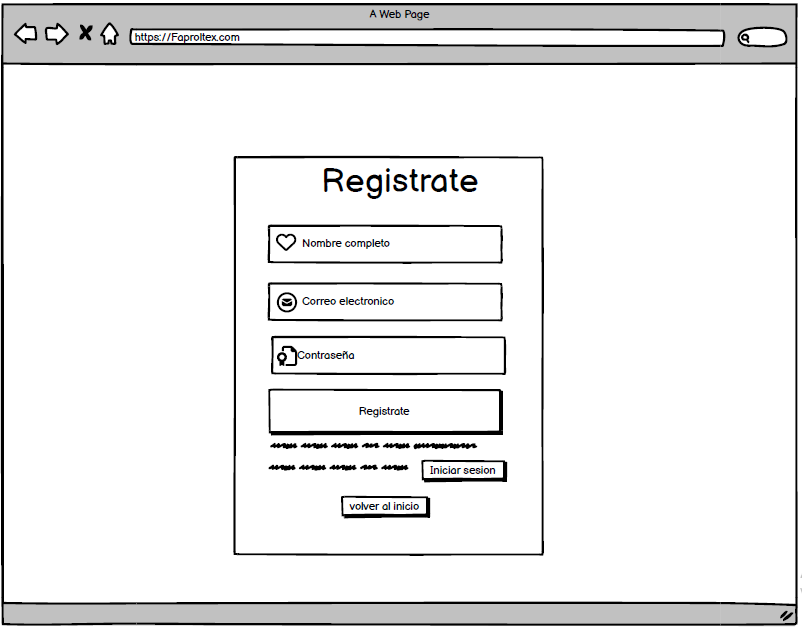 A Web Page
https://Faproltex.com
Registrate
Nombre completo
Correo electronico
Contraseña
Registrate
Iniciar sesion
volver al inicio